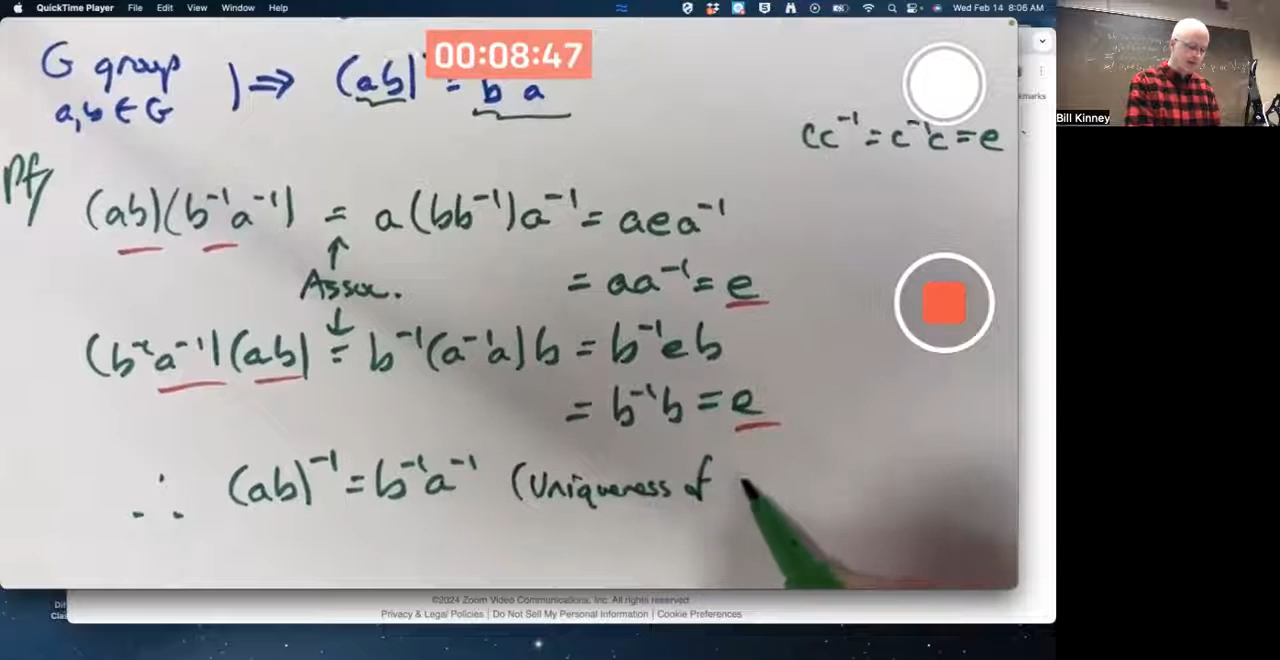 QuickTime Player File Edit View Window Help
Wed Feb 14 8:06 AM
00:08:47
G group
a,b ∈ G
⇒ (ab) = b a
Bill Kinney
cc⁻¹ = c⁻¹c = e
Pf/
(ab)(b⁻¹a⁻¹) = a(bb⁻¹)a⁻¹ = aea⁻¹
= aa⁻¹ = e
Assoc.
(b⁻¹a⁻¹)(ab) = b⁻¹(a⁻¹a)b = b⁻¹eb
= b⁻¹b = e
∴ (ab)⁻¹ = b⁻¹a⁻¹ (Uniqueness of
©2024 Zoom Video Communications, Inc. All rights reserved
Privacy & Legal Policies | Do Not Sell My Personal Information | Cookie Preferences